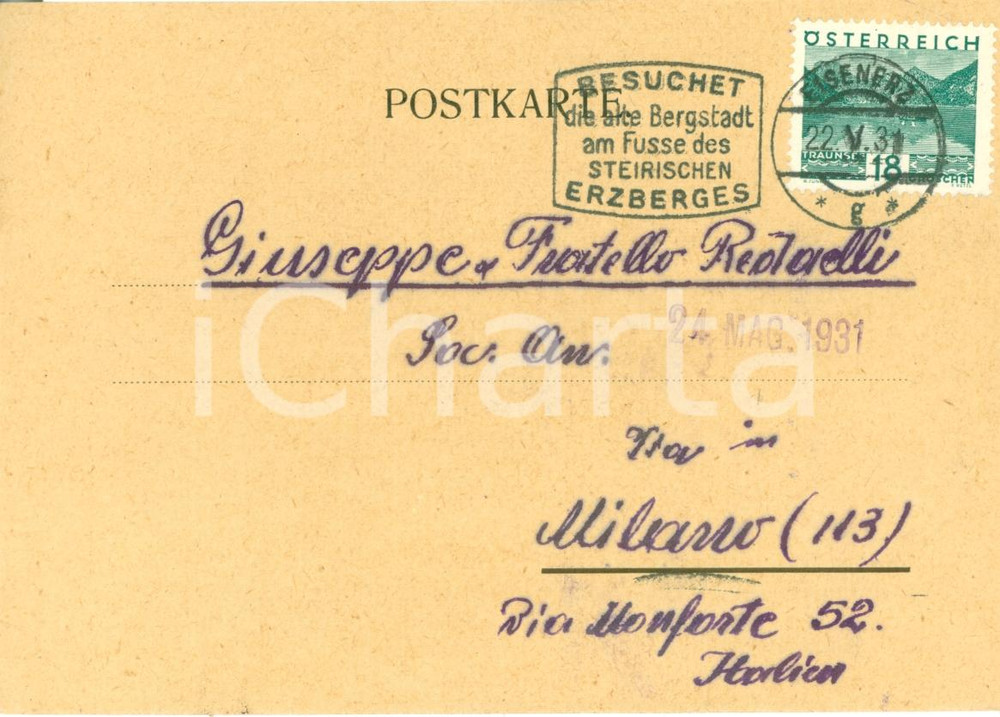 ÖSTERREICH
POSTKARTE.
BESUCHET
die alte Bergstadt
am Fusse des
STEIRISCHEN
ERZBERGES
EISENERZ
22.V.31
* g *
TRAUNSEE 18 GROSCHEN
Giuseppe & Fratello Redaelli
Soc. An.
24 MAG. 1931
iCharta
in
Milano (113)
Via Monforte 52.
Italien